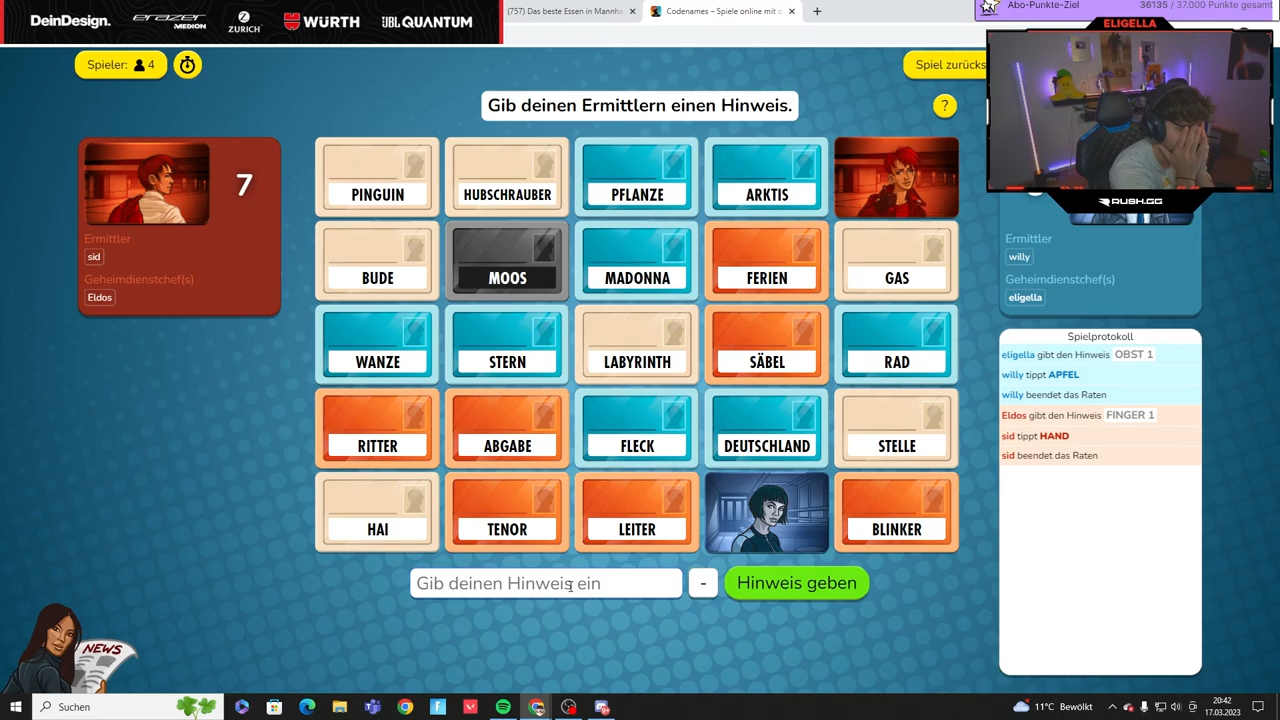 DeinDesign.
erazer
MEDION
ZURICH
WÜRTH
JBL QUANTUM
(757) Das beste Essen in Mannhe
Codenames – Spiele online mit d
Abo-Punkte-Ziel
36135 / 37.000 Punkte gesamt
ELIGELLA
RUSH.GG
Spieler: 4
Spiel zurücks
Gib deinen Ermittlern einen Hinweis.
?
7
Ermittler
sid
Geheimdienstchef(s)
Eldos
PINGUIN
HUBSCHRAUBER
PFLANZE
ARKTIS
BUDE
MOOS
MADONNA
FERIEN
GAS
WANZE
STERN
LABYRINTH
SÄBEL
RAD
RITTER
ABGABE
FLECK
DEUTSCHLAND
STELLE
HAI
TENOR
LEITER
BLINKER
Gib deinen Hinweis ein
-
Hinweis geben
Ermittler
willy
Geheimdienstchef(s)
eligella
Spielprotokoll
eligella gibt den Hinweis OBST 1
willy tippt APFEL
willy beendet das Raten
Eldos gibt den Hinweis FINGER 1
sid tippt HAND
sid beendet das Raten
NEWS
Suchen
11°C Bewölkt
20:42
17.03.2023